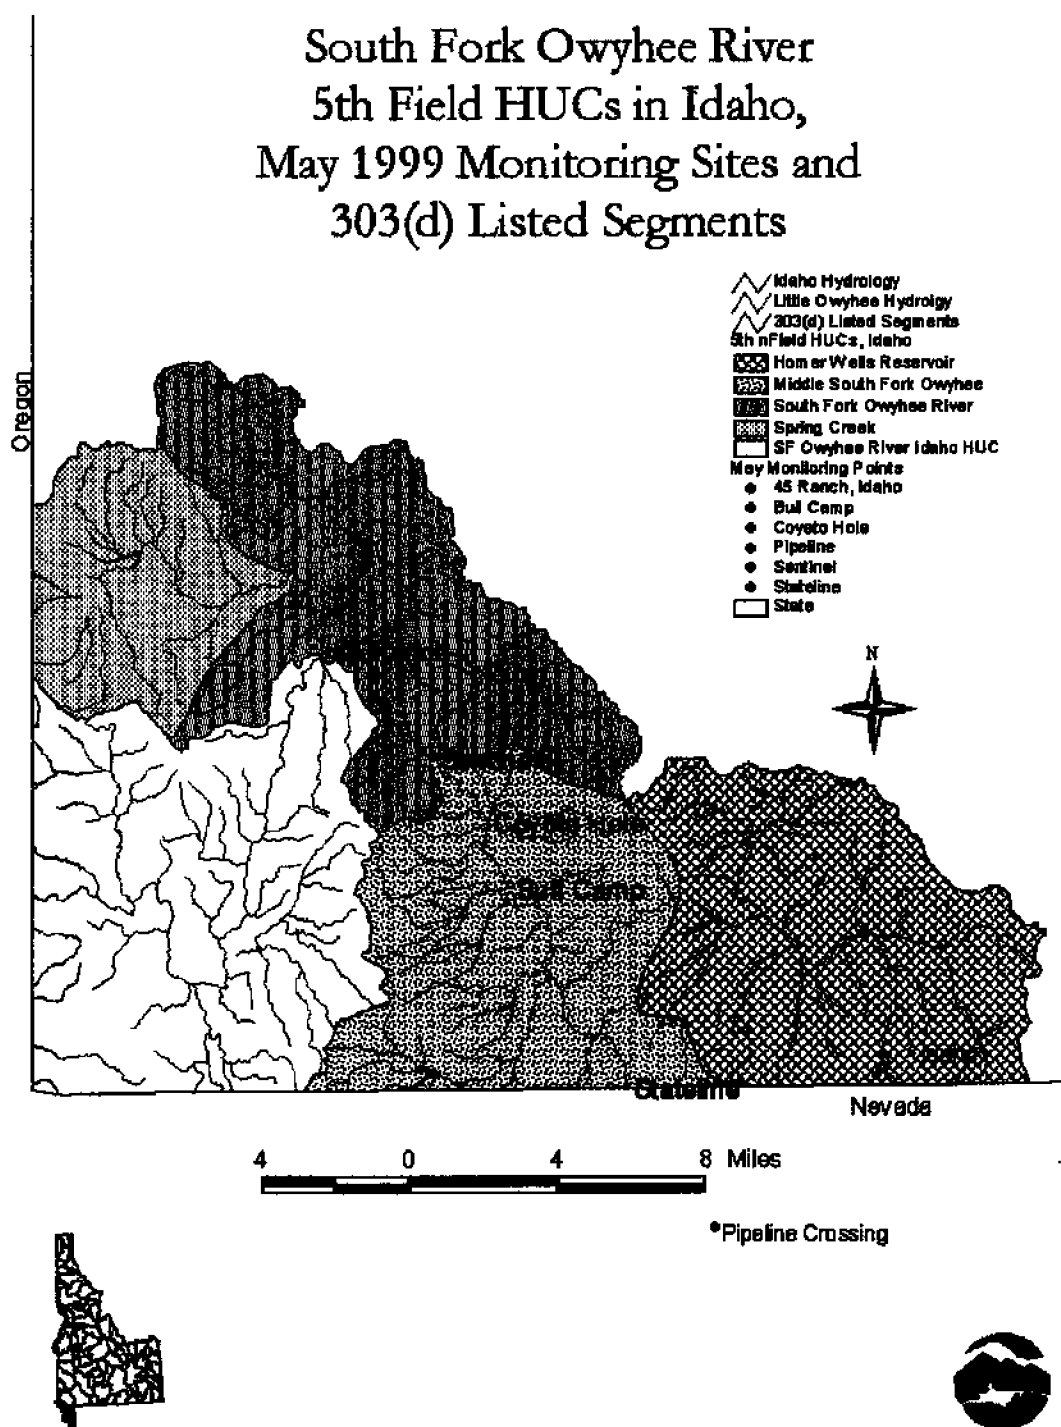 South Fork Owyhee River
5th Field HUCs in Idaho,
May 1999 Monitoring Sites and
303(d) Listed Segments
Idaho Hydrology
Little Owyhee Hydrolgy
303(d) Listed Segments
5th nField HUCs, Idaho
Homer Wells Reservoir
Middle South Fork Owyhee
South Fork Owyhee River
Spring Creek
SF Owyhee River Idaho HUC
May Monitoring Points
45 Ranch, Idaho
Bull Camp
Coyote Hole
Pipeline
Sentinel
Stateline
State
Oregon
N
Coyote Hole
Bull Camp
Stateline
Nevada
4 0 4 8 Miles
Pipeline Crossing